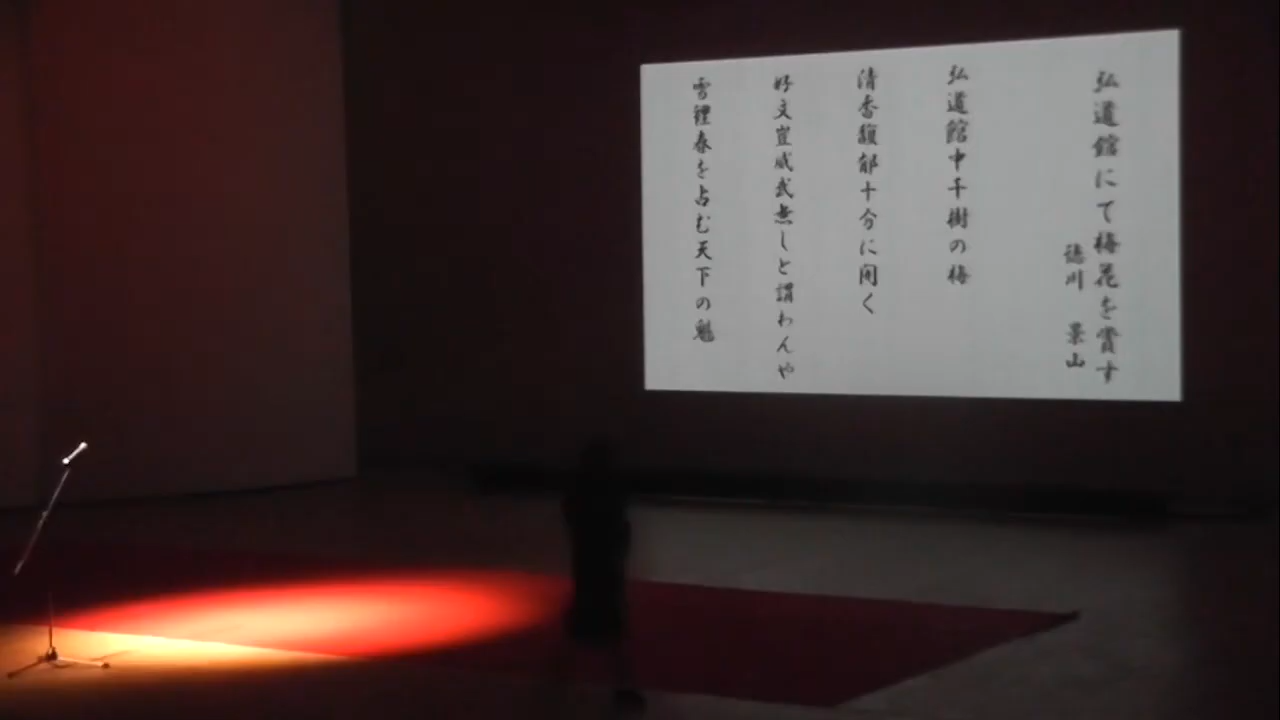 弘道館にて梅花を賞す
徳川 景山
弘道館中千樹の梅
清香馥郁十分に開く
好文豈威武無しと謂わんや
雪裡春を占む天下の魁